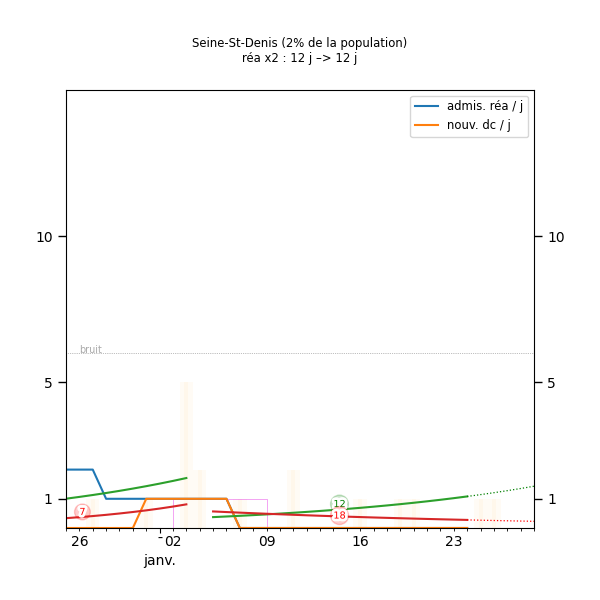 Seine-St-Denis (2% de la population)
réa x2 : 12 j –> 12 j
admis. réa / j
nouv. dc / j
10 10
bruit
5 5
12
1 1
7
-18
26 02 09 16 23
janv.